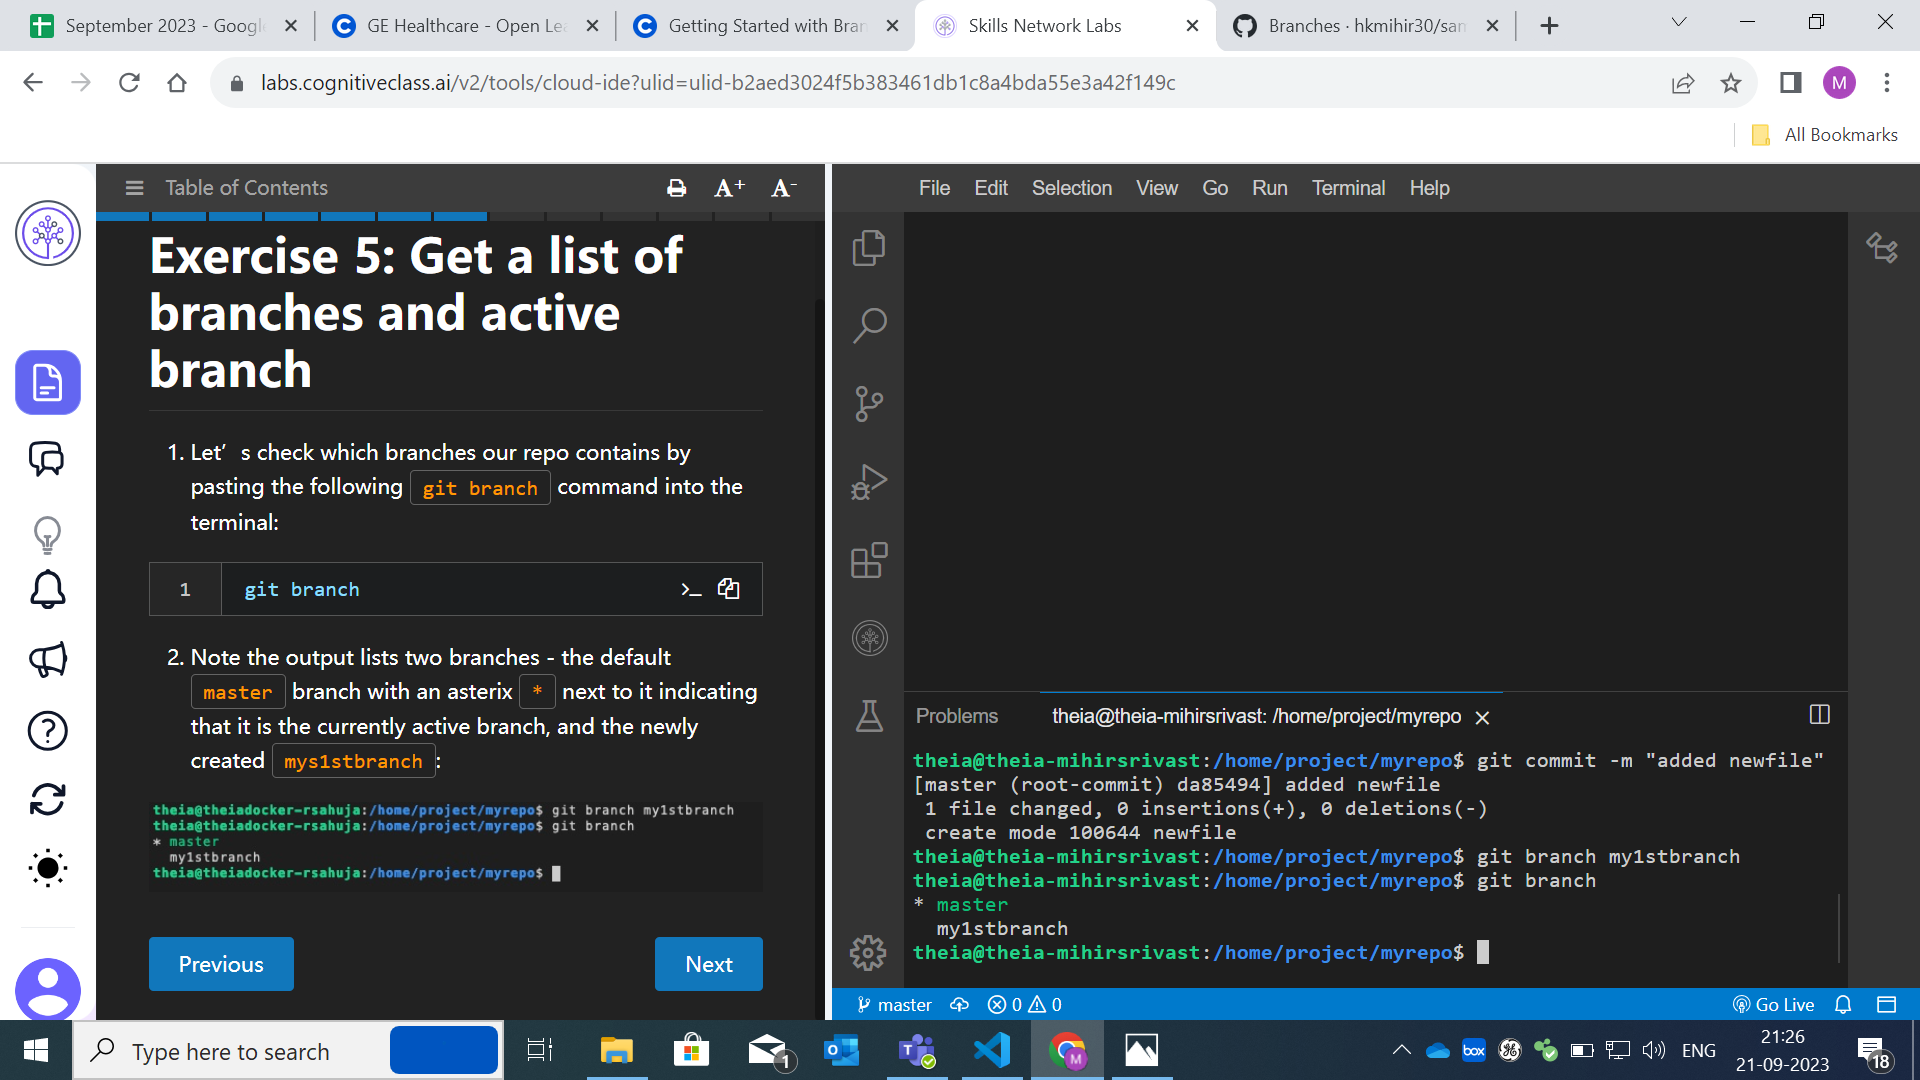 September 2023 - Google
GE Healthcare - Open Lea
Getting Started with Bran
Skills Network Labs
Branches · hkmihir30/sam
labs.cognitiveclass.ai/v2/tools/cloud-ide?ulid=ulid-b2aed3024f5b383461db1c8a4bda55e3a42f149c
M
All Bookmarks
Table of Contents
A+
A-
File Edit Selection View Go Run Terminal Help
Exercise 5: Get a list of
branches and active
branch
1. Let’s check which branches our repo contains by
pasting the following git branch command into the
terminal:
1 git branch
2. Note the output lists two branches - the default
master branch with an asterix * next to it indicating
that it is the currently active branch, and the newly
created mys1stbranch:
theia@theiadocker-rsahuja:/home/project/myrepo$ git branch my1stbranch
theia@theiadocker-rsahuja:/home/project/myrepo$ git branch
* master
my1stbranch
theia@theiadocker-rsahuja:/home/project/myrepo$
Previous
Next
Problems
theia@theia-mihirsrivast: /home/project/myrepo
theia@theia-mihirsrivast:/home/project/myrepo$ git commit -m "added newfile"
[master (root-commit) da85494] added newfile
1 file changed, 0 insertions(+), 0 deletions(-)
create mode 100644 newfile
theia@theia-mihirsrivast:/home/project/myrepo$ git branch my1stbranch
theia@theia-mihirsrivast:/home/project/myrepo$ git branch
* master
my1stbranch
theia@theia-mihirsrivast:/home/project/myrepo$
master
0
0
Go Live
Type here to search
1
M
box
ENG
21:26
21-09-2023
18